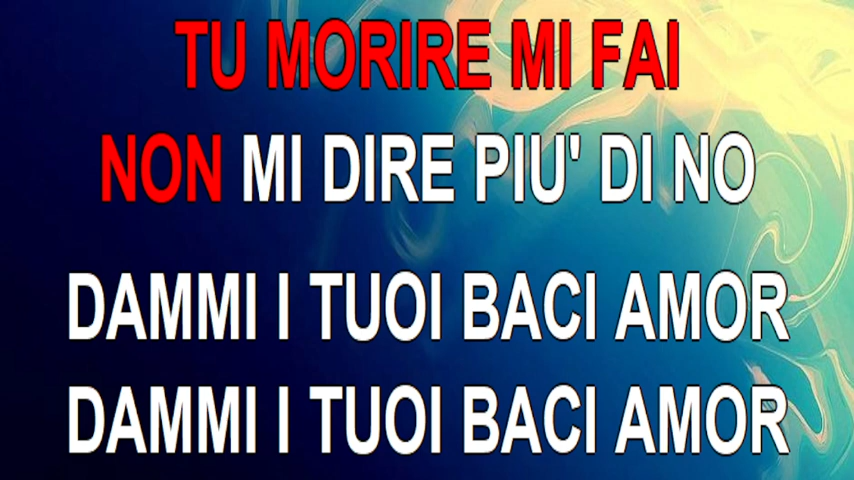 TU MORIRE MI FAI
NON MI DIRE PIU' DI NO
DAMMI I TUOI BACI AMOR
DAMMI I TUOI BACI AMOR